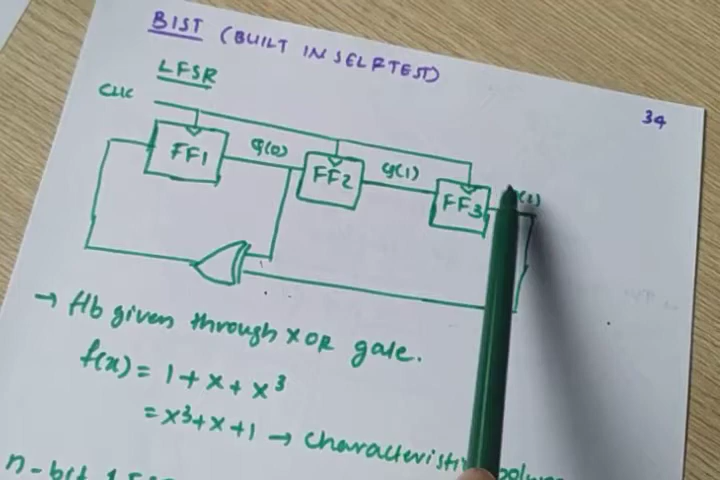 BIST (BUILT IN SELFTEST)
34
LFSR
CLK
FF1
q(0)
FF2
q(1)
FF3
→ f/b given through XOR gate.
f(x) = 1 + x + x³
= x³+x+1 → characteristic
n-bit